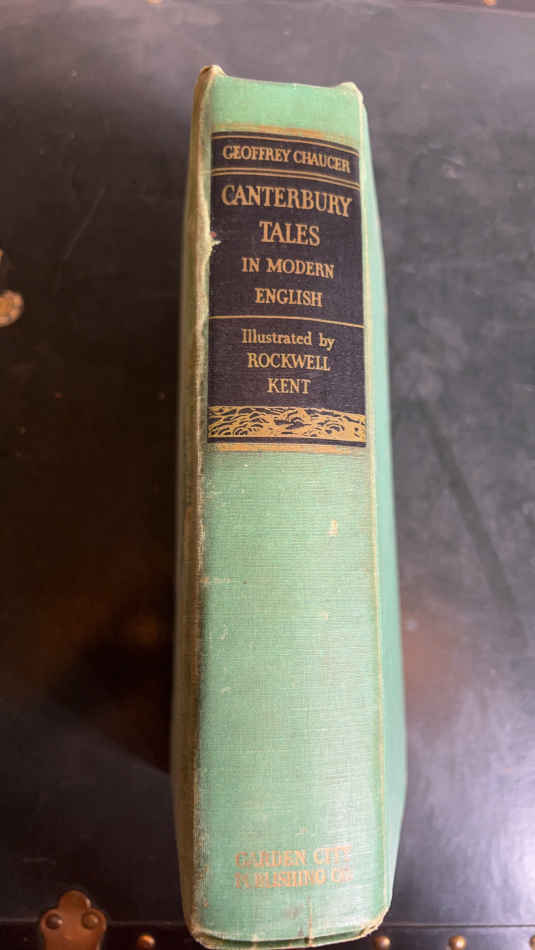 GEOFFREY CHAUCER
CANTERBURY
TALES
IN MODERN
ENGLISH
Illustrated by
ROCKWELL
KENT
GARDEN CITY
PUBLISHING CO